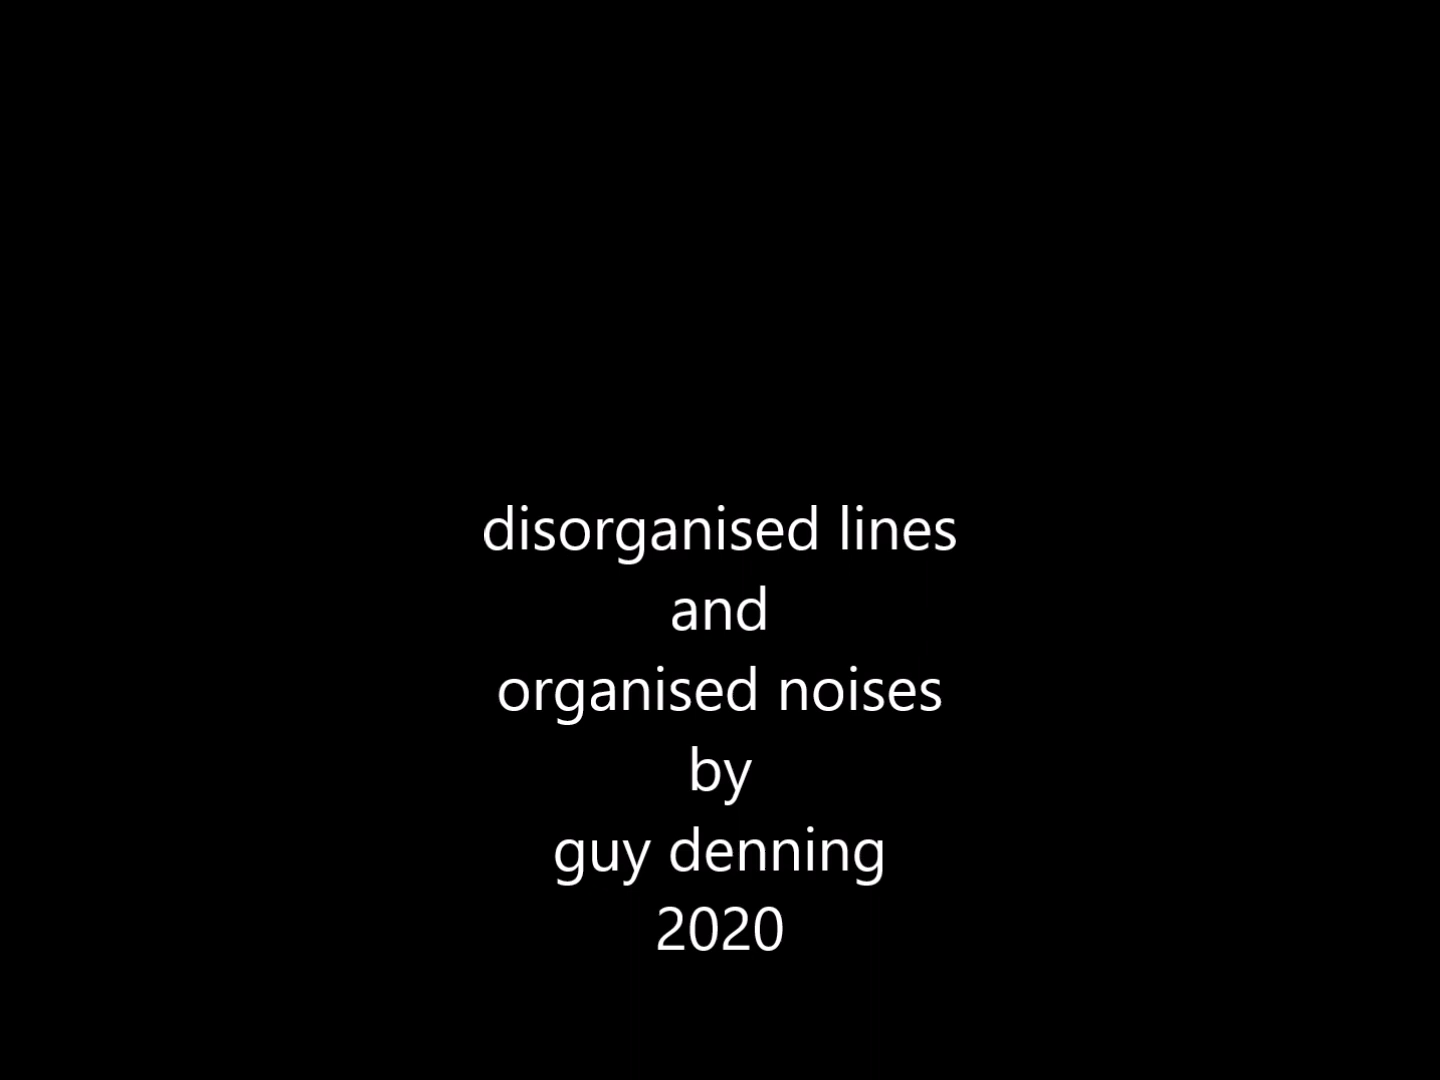 disorganised lines
and
organised noises
by
guy denning
2020